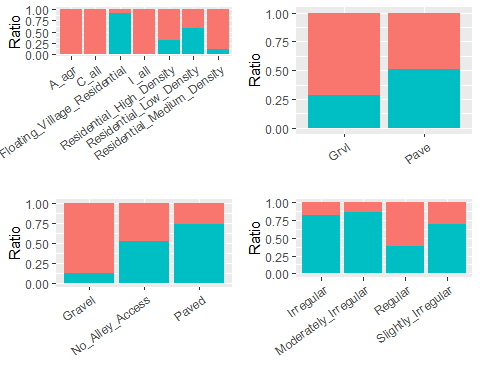 Ratio
1.00
0.75
0.50
0.25
0.00
A_agr
C_all
Floating_Village_Residential
I_all
Residential_High_Density
Residential_Low_Density
Residential_Medium_Density
Ratio
1.00
0.75
0.50
0.25
0.00
Grvl
Pave
Ratio
1.00
0.75
0.50
0.25
0.00
Gravel
No_Alley_Access
Paved
Ratio
1.00
0.75
0.50
0.25
0.00
Irregular
Moderately_Irregular
Regular
Slightly_Irregular